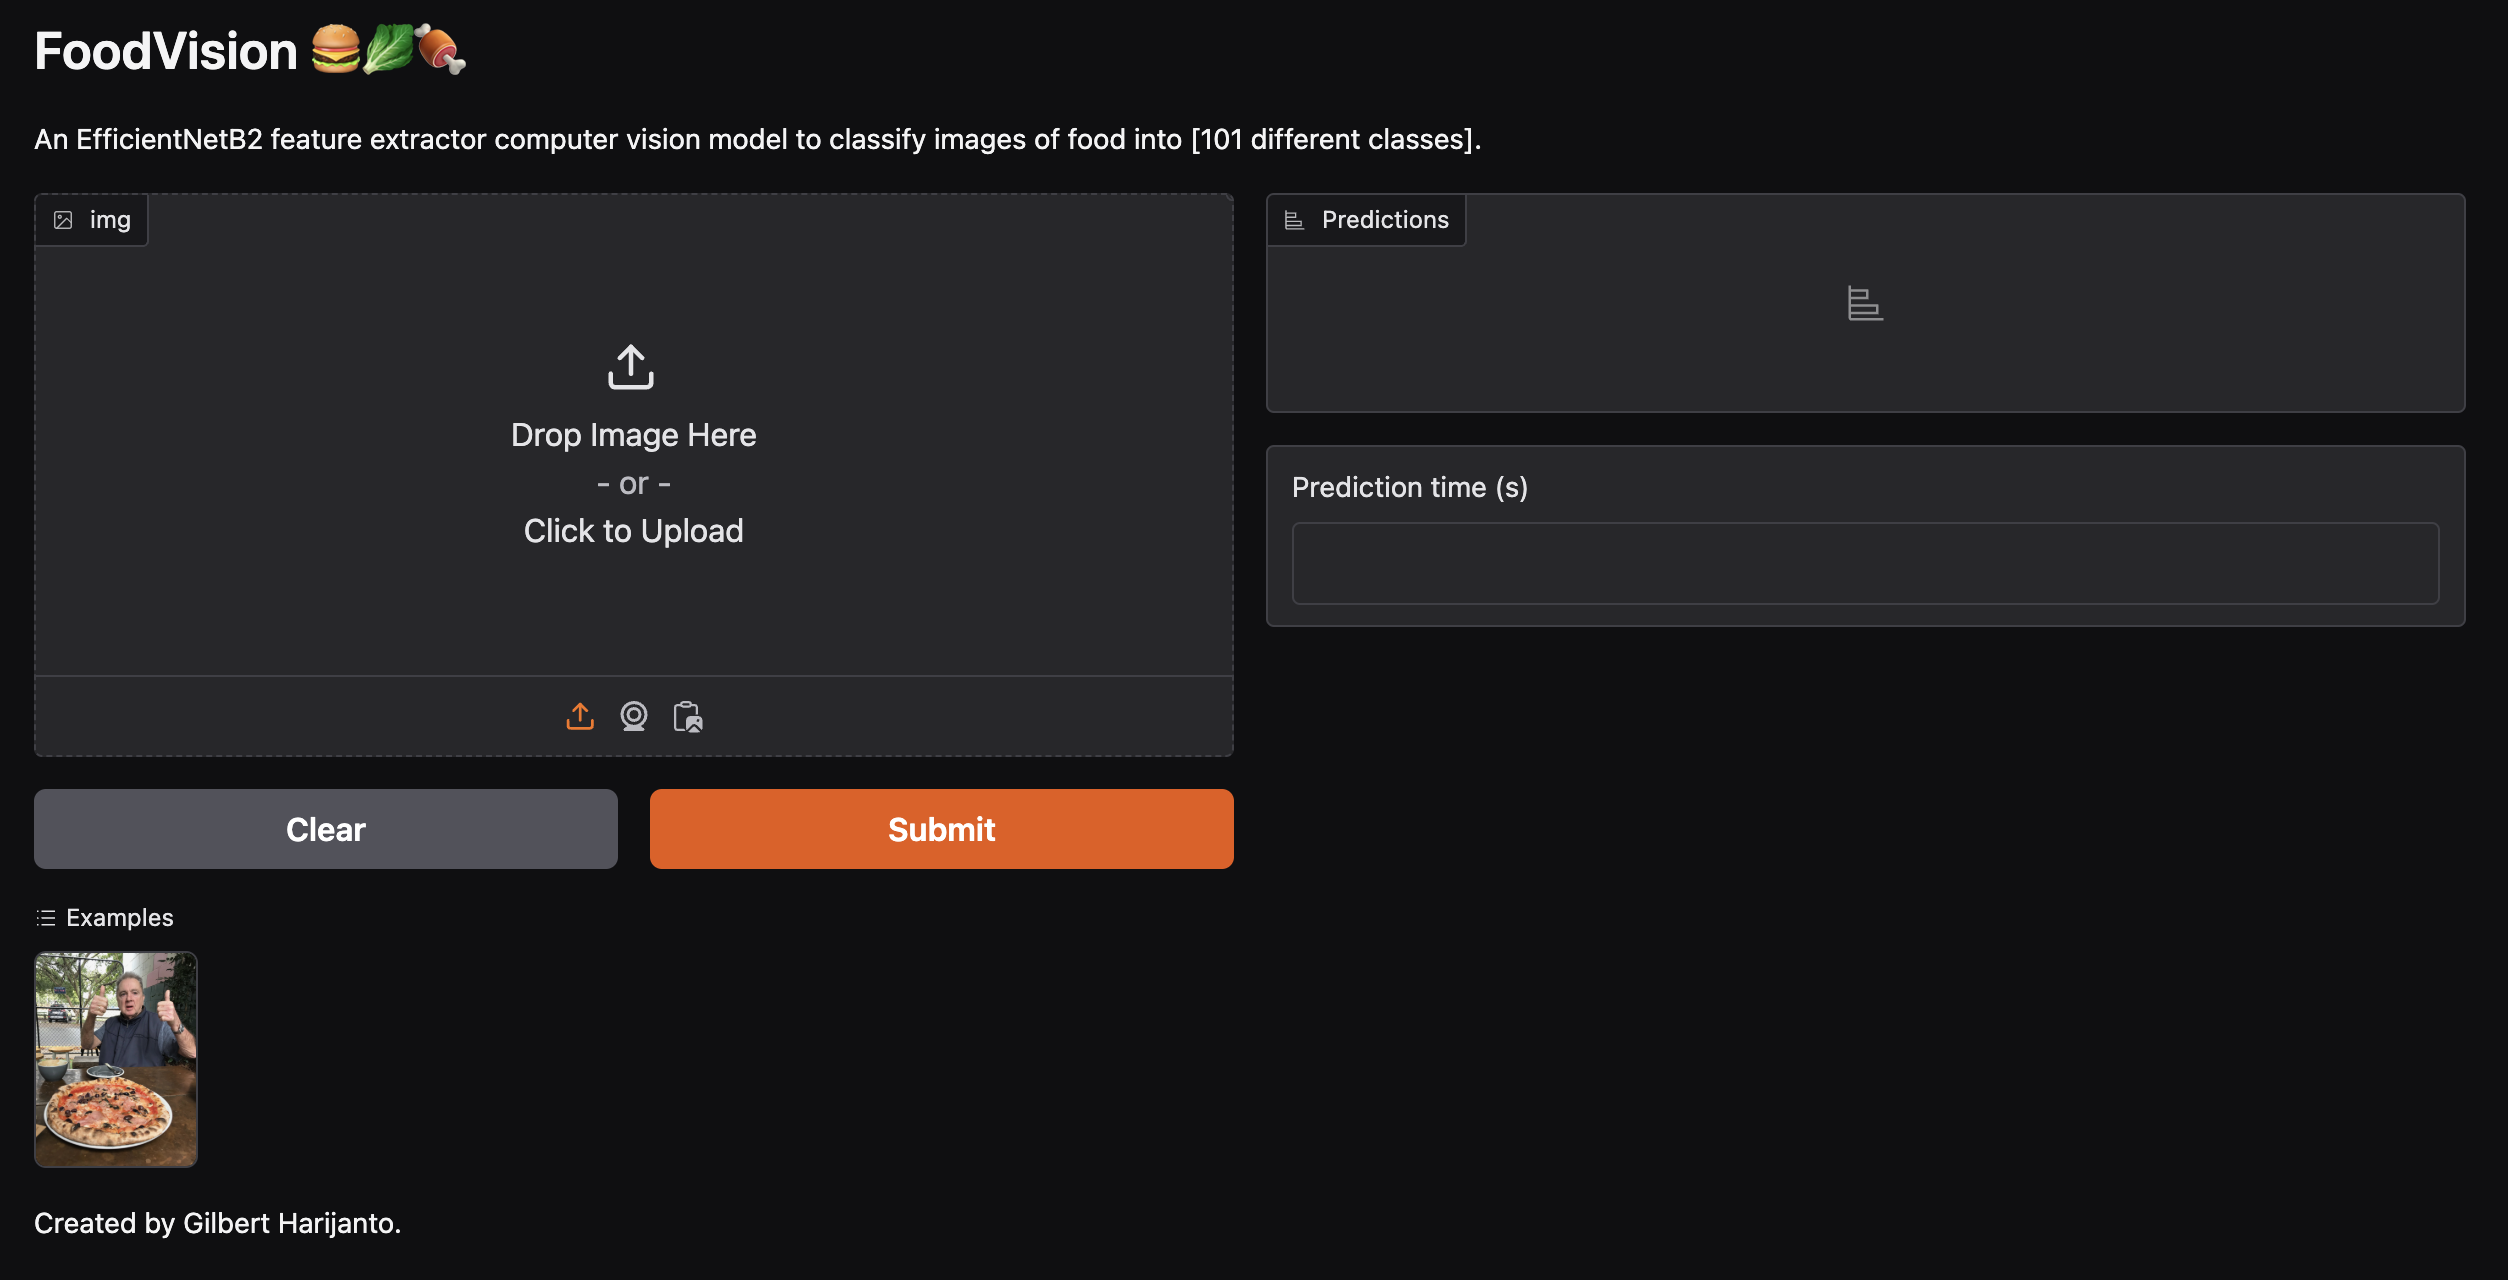 FoodVision 🍔🥬🍖
An EfficientNetB2 feature extractor computer vision model to classify images of food into [101 different classes].
img
Drop Image Here
- or -
Click to Upload
Clear
Submit
Predictions
Prediction time (s)
Examples
Created by Gilbert Harijanto.